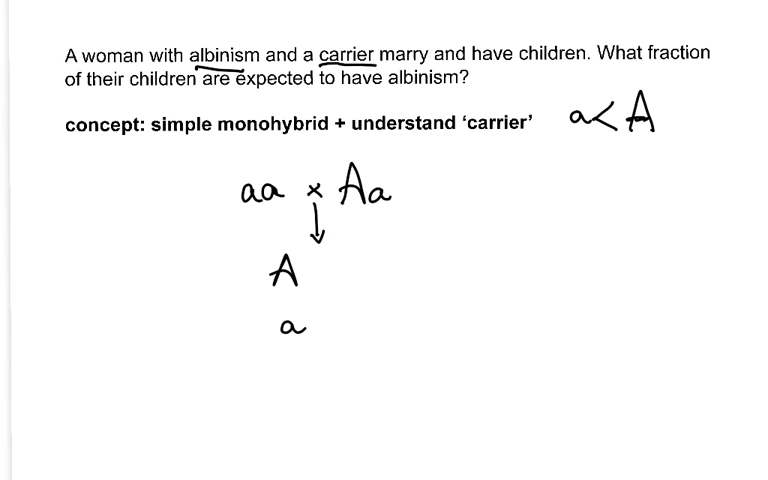 A woman with albinism and a carrier marry and have children. What fraction
of their children are expected to have albinism?
concept: simple monohybrid + understand ‘carrier’ a < A
aa × Aa
↓
A
a